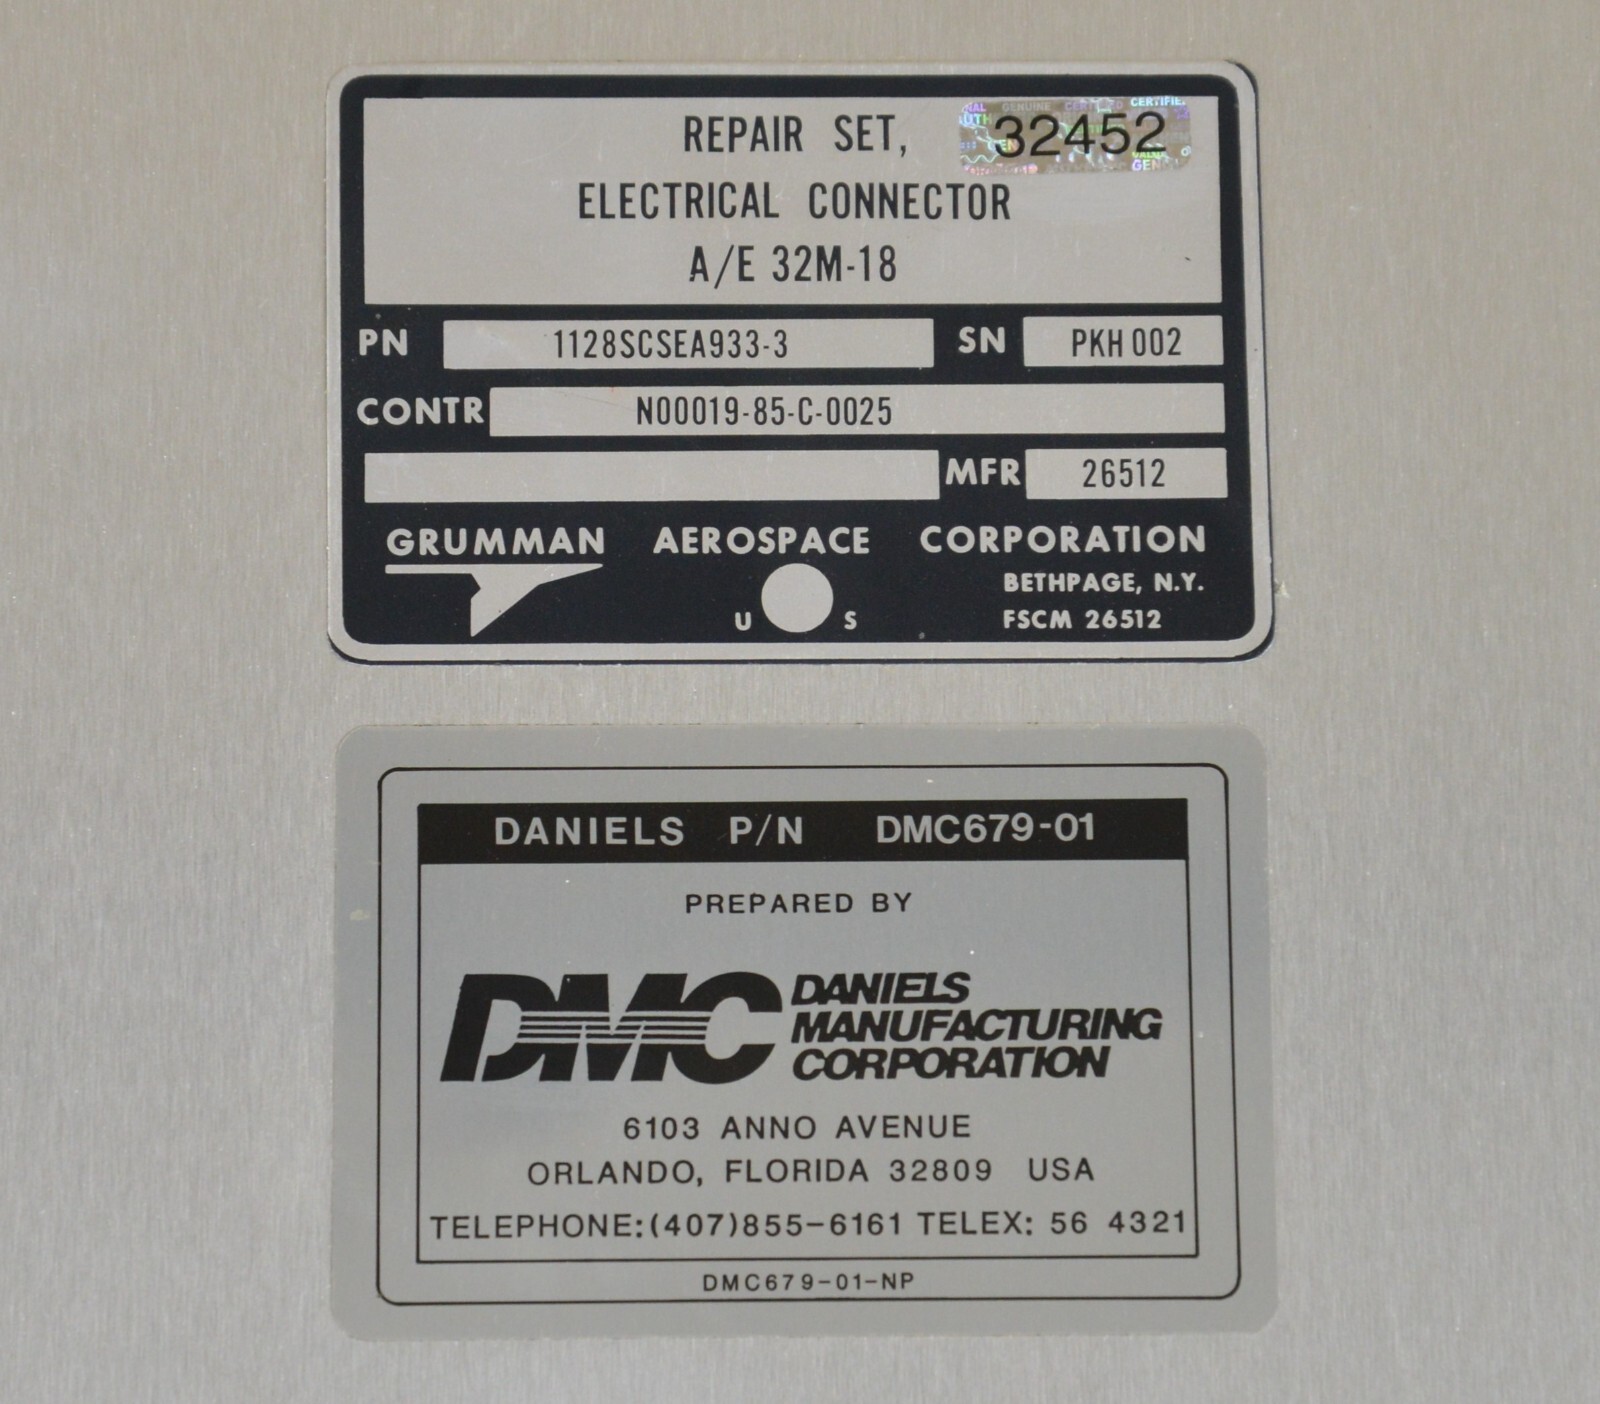 REPAIR SET, 32452
ELECTRICAL CONNECTOR
A/E 32M-18
PN 1128SCSEA933-3 SN PKH 002
CONTR N00019-85-C-0025
MFR 26512
GRUMMAN AEROSPACE CORPORATION
BETHPAGE, N.Y.
U S FSCM 26512
DANIELS P/N DMC679-01
PREPARED BY
DMC DANIELS
MANUFACTURING
CORPORATION
6103 ANNO AVENUE
ORLANDO, FLORIDA 32809 USA
TELEPHONE:(407)855-6161 TELEX: 56 4321
DMC679-01-NP